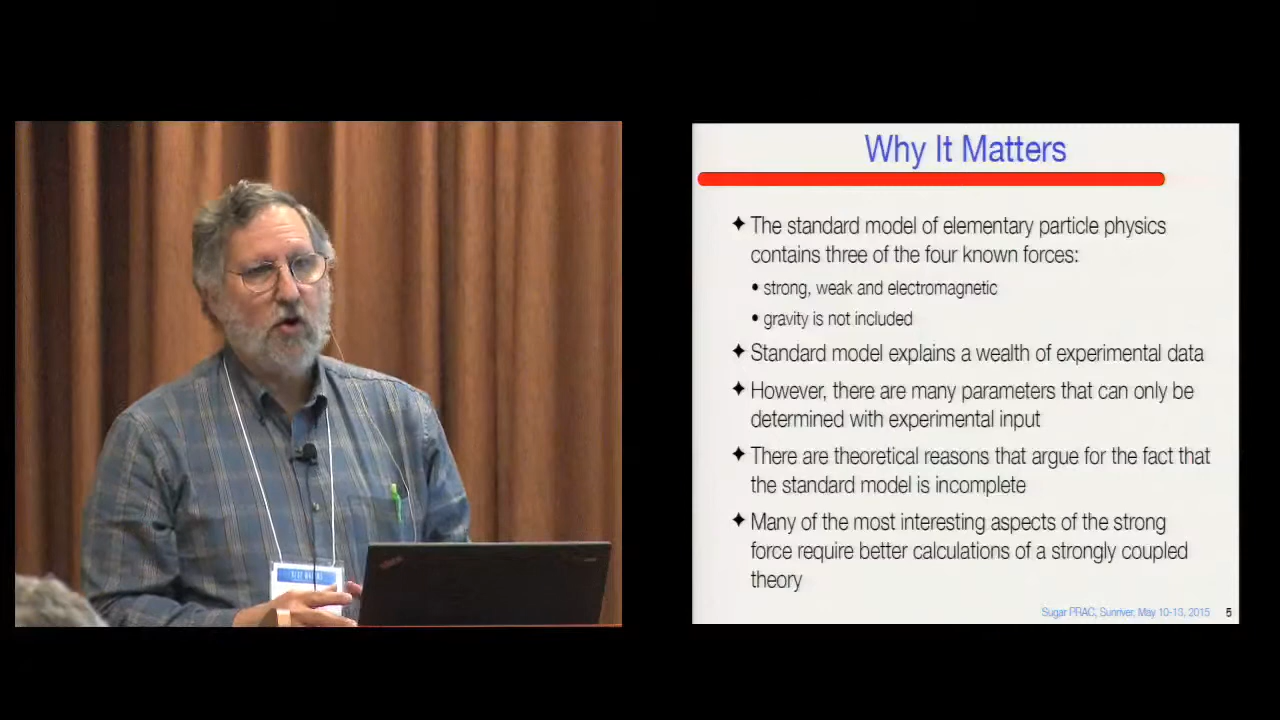 Why It Matters
✦ The standard model of elementary particle physics
contains three of the four known forces:
• strong, weak and electromagnetic
• gravity is not included
✦ Standard model explains a wealth of experimental data
✦ However, there are many parameters that can only be
determined with experimental input
✦ There are theoretical reasons that argue for the fact that
the standard model is incomplete
✦ Many of the most interesting aspects of the strong
force require better calculations of a strongly coupled
theory
Sugar PRAC, Sunriver, May 10-13, 2015 5
BLUE WATERS